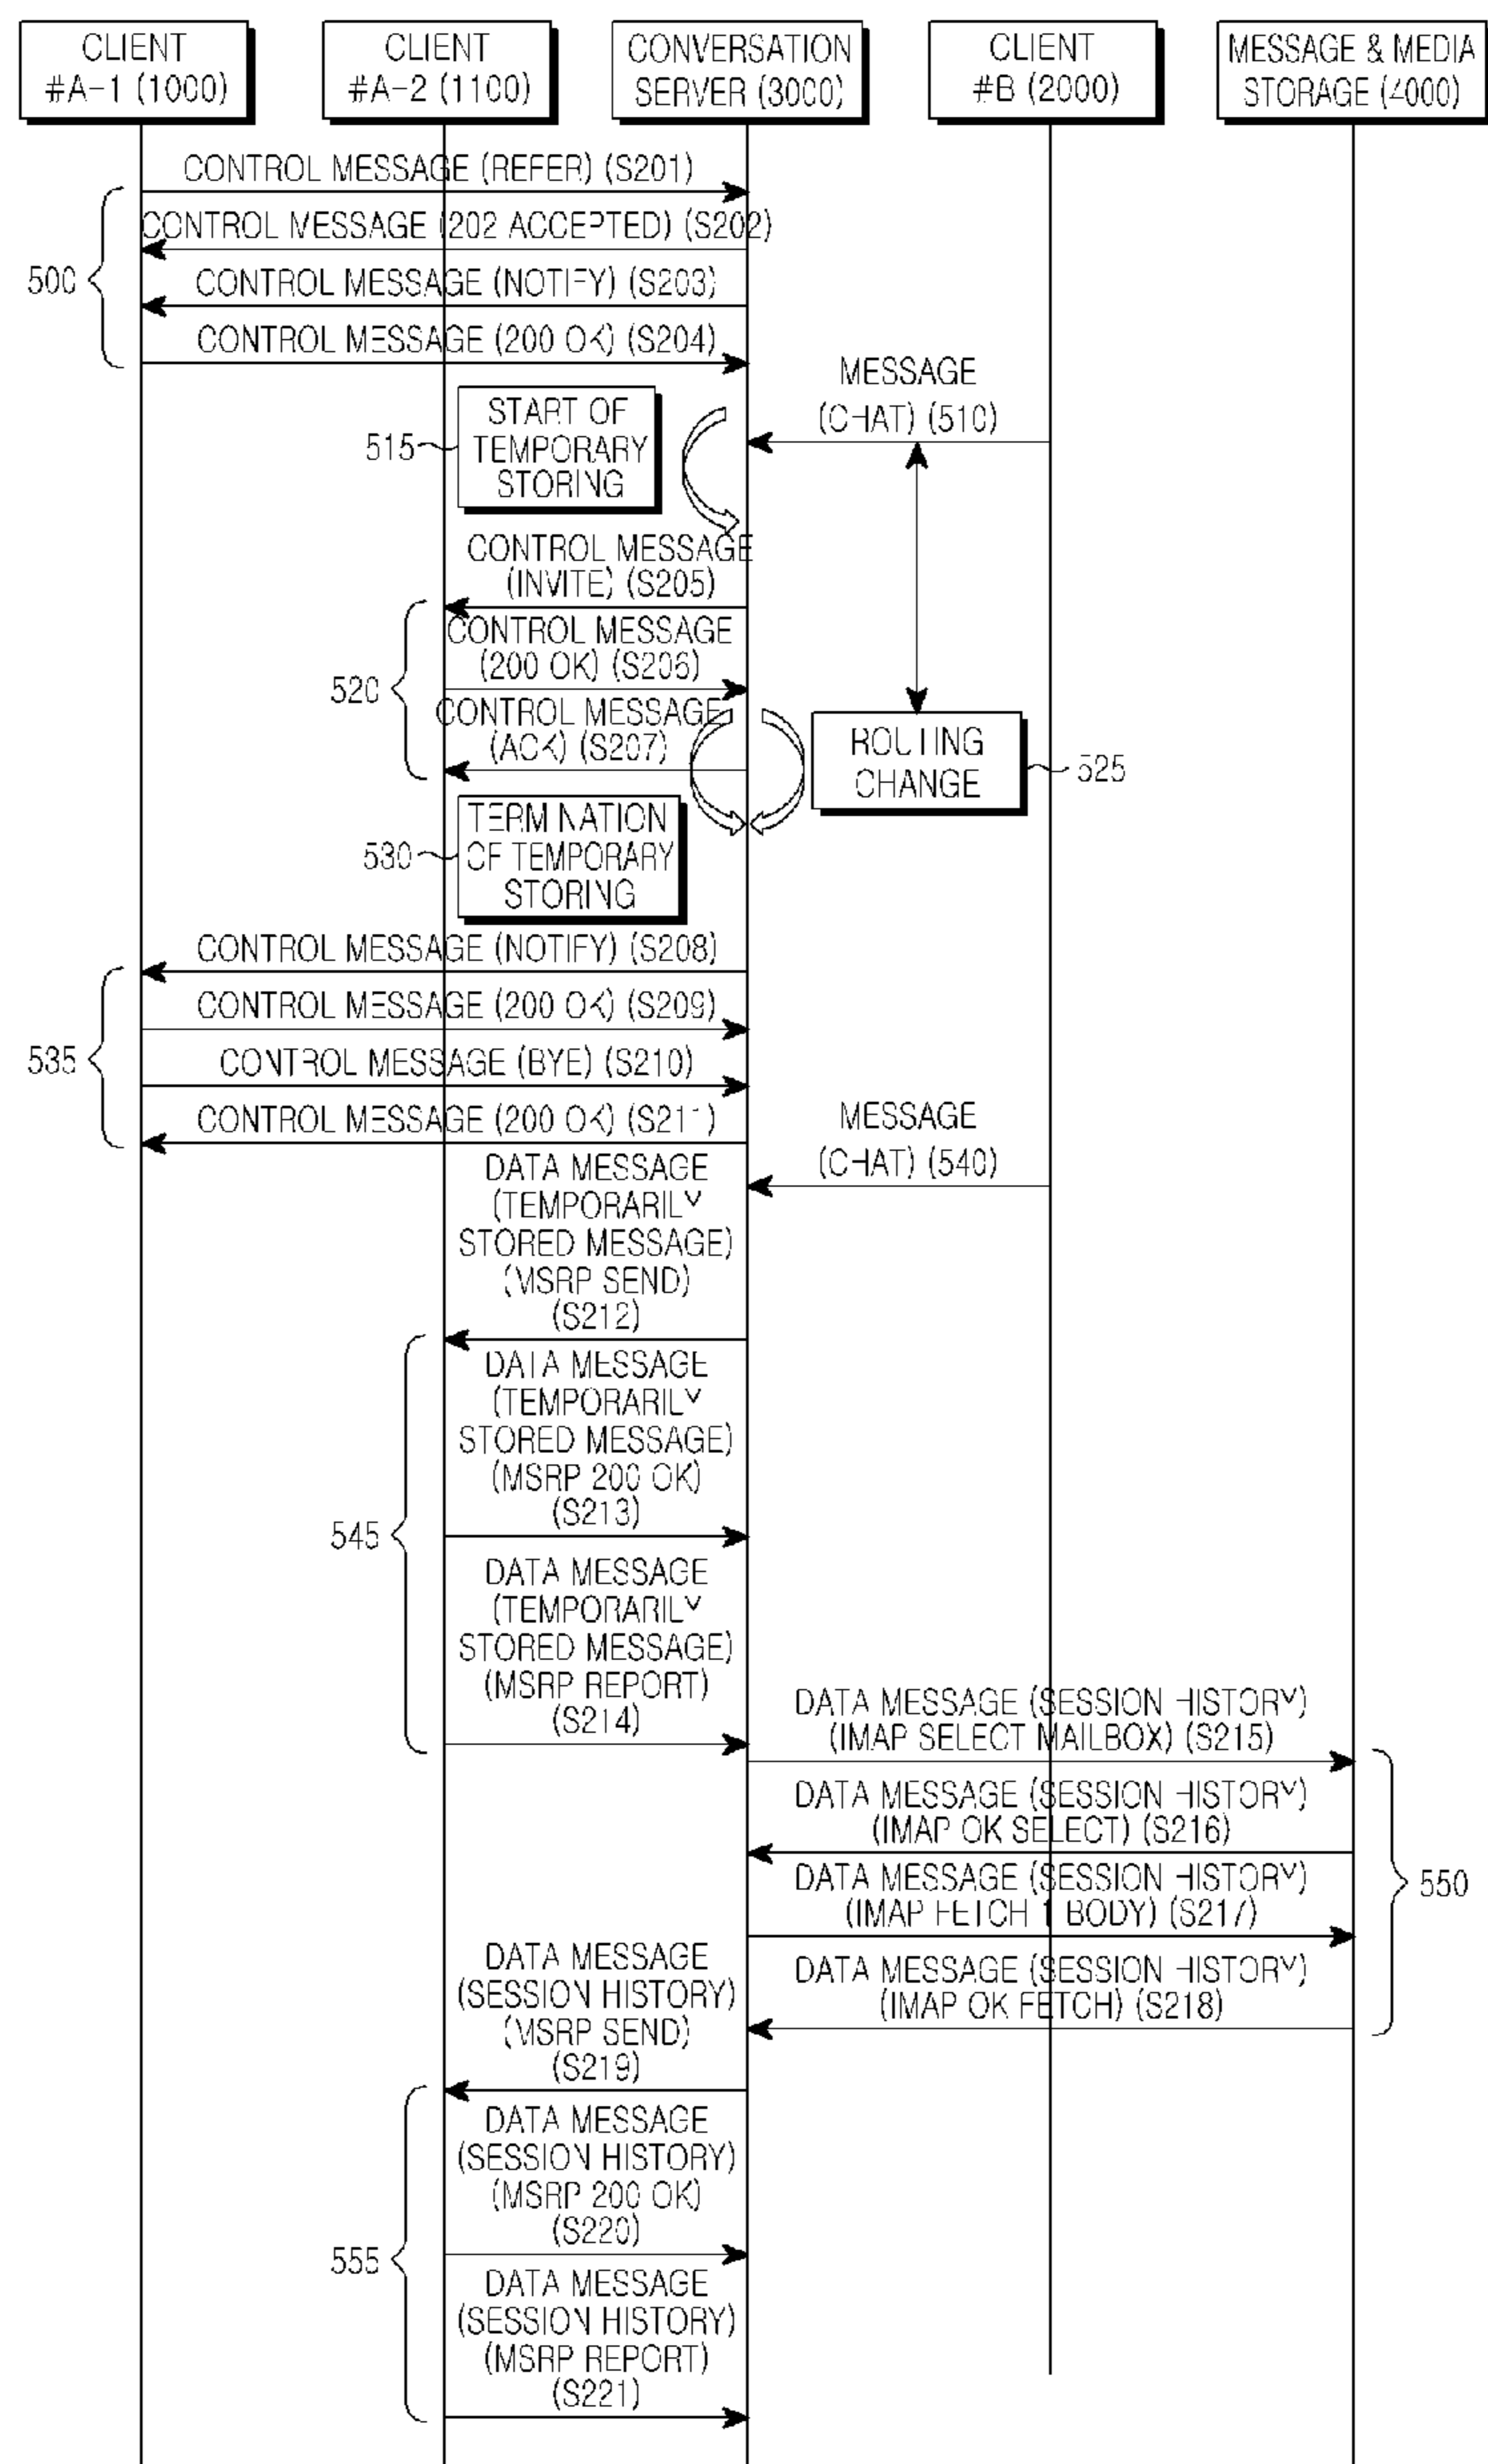 CLIENT
#A-1 (1000)
CLIENT
#A-2 (1100)
CONVERSATION
SERVER (3000)
CLIENT
#B (2000)
MESSAGE & MEDIA
STORAGE (4000)
CONTROL MESSAGE (REFER) (S201)
CONTROL MESSAGE (202 ACCEPTED) (S202)
500
CONTROL MESSAGE (NOTIFY) (S203)
CONTROL MESSAGE (200 OK) (S204)
MESSAGE
(CHAT) (510)
515
START OF
TEMPORARY
STORING
CONTROL MESSAGE
(INVITE) (S205)
520
CONTROL MESSAGE
(200 OK) (S206)
CONTROL MESSAGE
(ACK) (S207)
ROUTING
CHANGE
525
530
TERMINATION
OF TEMPORARY
STORING
CONTROL MESSAGE (NOTIFY) (S208)
CONTROL MESSAGE (200 OK) (S209)
535
CONTROL MESSAGE (BYE) (S210)
CONTROL MESSAGE (200 OK) (S211)
MESSAGE
(CHAT) (540)
DATA MESSAGE
(TEMPORARILY
STORED MESSAGE)
(MSRP SEND)
(S212)
545
DATA MESSAGE
(TEMPORARILY
STORED MESSAGE)
(MSRP 200 OK)
(S213)
DATA MESSAGE
(TEMPORARILY
STORED MESSAGE)
(MSRP REPORT)
(S214)
DATA MESSAGE (SESSION HISTORY)
(IMAP SELECT MAILBOX) (S215)
DATA MESSAGE (SESSION HISTORY)
(IMAP OK SELECT) (S216)
550
DATA MESSAGE (SESSION HISTORY)
(IMAP FETCH 1 BODY) (S217)
DATA MESSAGE (SESSION HISTORY)
(IMAP OK FETCH) (S218)
DATA MESSAGE
(SESSION HISTORY)
(MSRP SEND)
(S219)
555
DATA MESSAGE
(SESSION HISTORY)
(MSRP 200 OK)
(S220)
DATA MESSAGE
(SESSION HISTORY)
(MSRP REPORT)
(S221)